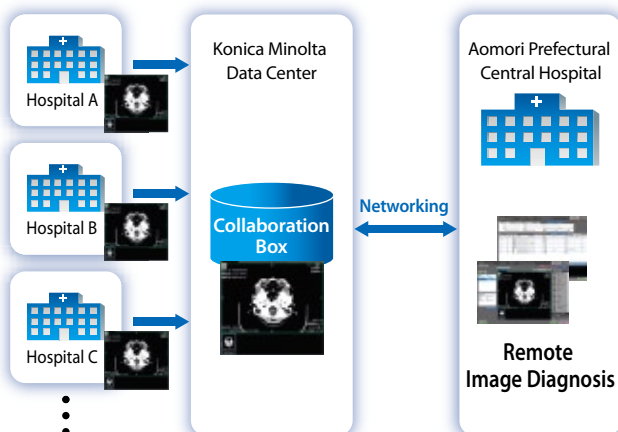 Hospital A
Hospital B
Hospital C
Konica Minolta
Data Center
Collaboration
Box
Networking
Aomori Prefectural
Central Hospital
Remote
Image Diagnosis